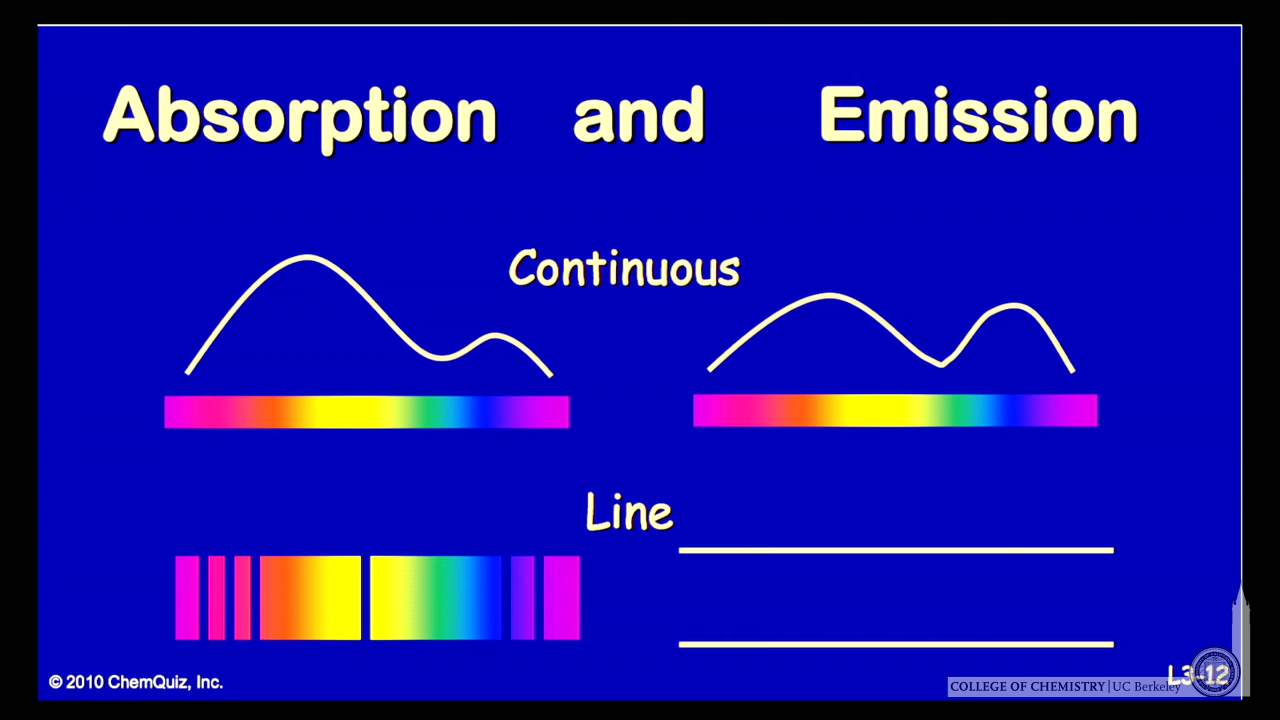 Absorption and Emission
Continuous
Line
© 2010 ChemQuiz, Inc.
L3-12
COLLEGE OF CHEMISTRY | UC Berkeley